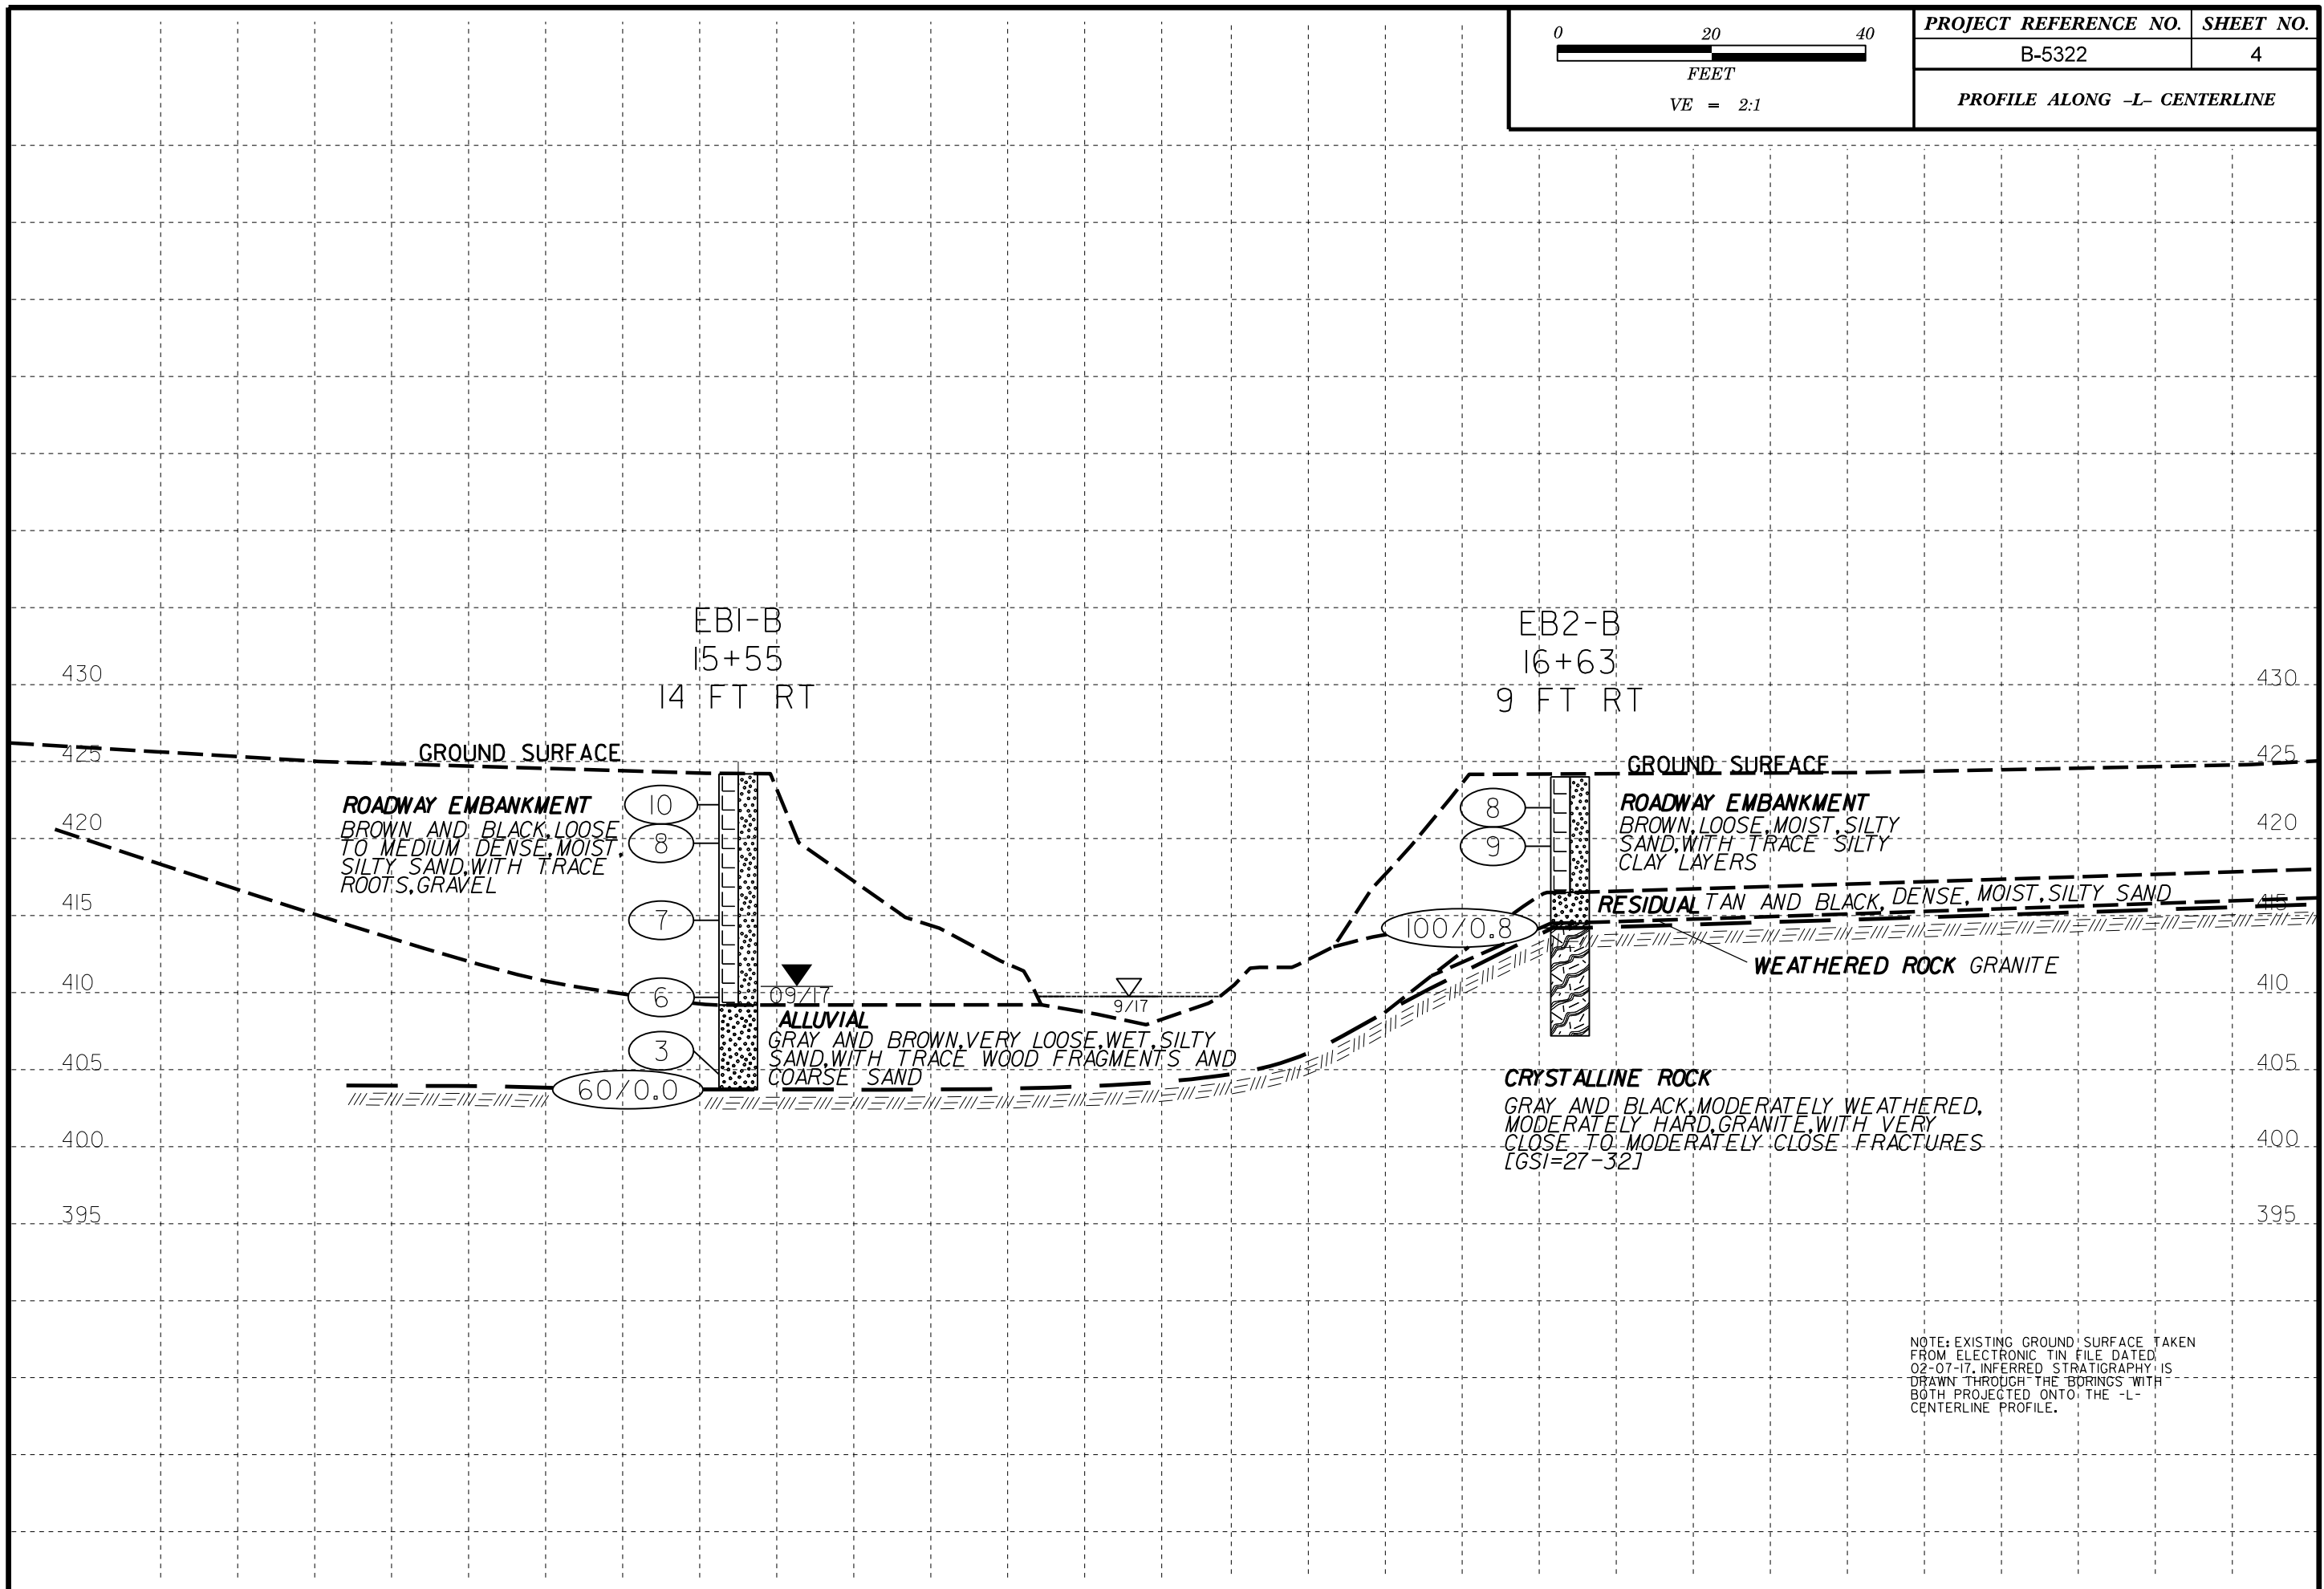 0 20 40
FEET
VE = 2:1
PROJECT REFERENCE NO. SHEET NO.
B-5322 4
PROFILE ALONG -L- CENTERLINE
EB1-B
15+55
14 FT RT
EB2-B
16+63
9 FT RT
430 430
425 425
420 420
415 415
410 410
405 405
400 400
395 395
GROUND SURFACE
ROADWAY EMBANKMENT
BROWN AND BLACK,LOOSE
TO MEDIUM DENSE,MOIST,
SILTY SAND,WITH TRACE
ROOTS,GRAVEL
10
8
7
6
3
60/0.0
09/17
9/17
ALLUVIAL
GRAY AND BROWN,VERY LOOSE,WET,SILTY
SAND,WITH TRACE WOOD FRAGMENTS AND
COARSE SAND
GROUND SURFACE
8
9
100/0.8
ROADWAY EMBANKMENT
BROWN,LOOSE,MOIST,SILTY
SAND,WITH TRACE SILTY
CLAY LAYERS
RESIDUAL TAN AND BLACK, DENSE, MOIST,SILTY SAND
WEATHERED ROCK GRANITE
CRYSTALLINE ROCK
GRAY AND BLACK,MODERATELY WEATHERED,
MODERATELY HARD,GRANITE,WITH VERY
CLOSE TO MODERATELY CLOSE FRACTURES
[GSI=27-32]
NOTE: EXISTING GROUND SURFACE TAKEN
FROM ELECTRONIC TIN FILE DATED
02-07-17. INFERRED STRATIGRAPHY IS
DRAWN THROUGH THE BORINGS WITH
BOTH PROJECTED ONTO THE -L-
CENTERLINE PROFILE.